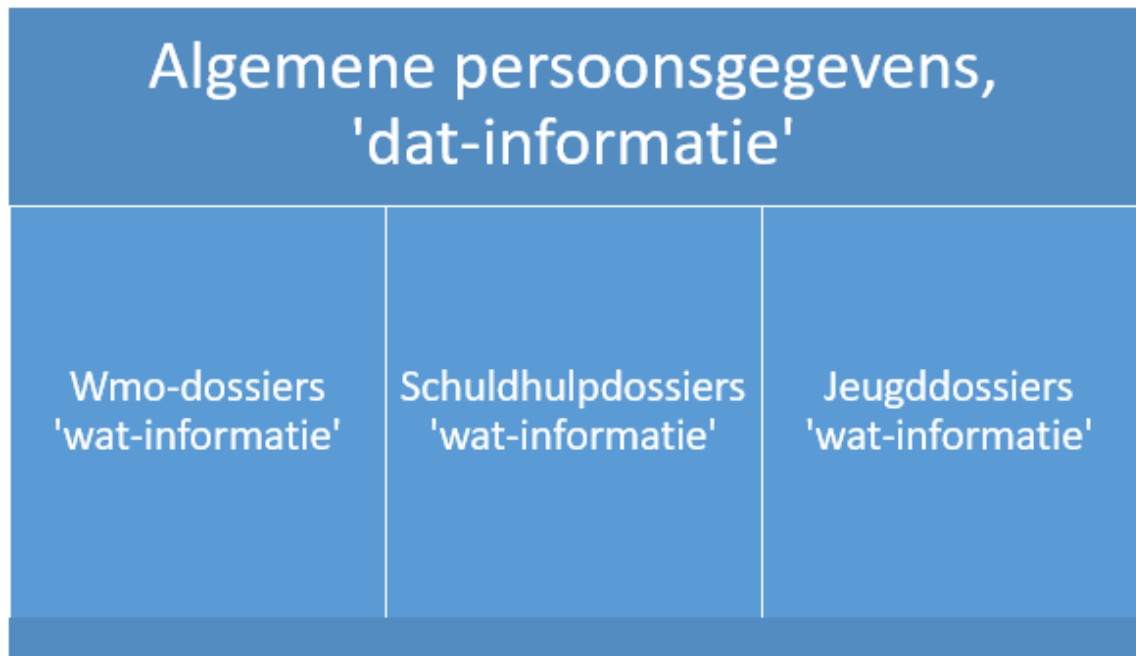 Algemene persoonsgegevens,
'dat-informatie'
Wmo-dossiers
'wat-informatie'
Schuldhulpdossiers
'wat-informatie'
Jeugddossiers
'wat-informatie'